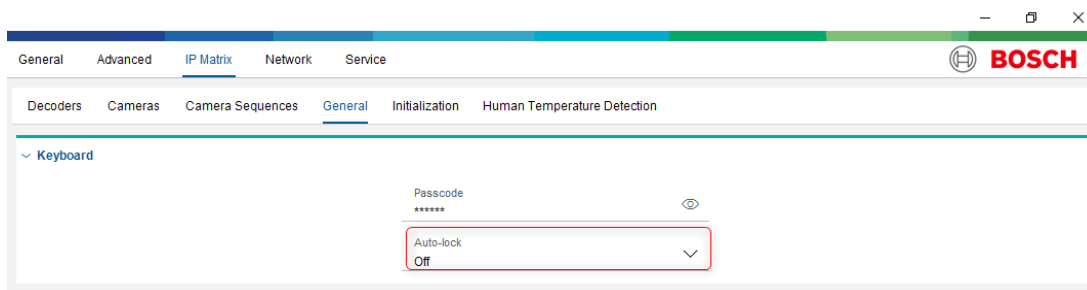 General Advanced IP Matrix Network Service BOSCH
Decoders Cameras Camera Sequences General Initialization Human Temperature Detection
Keyboard
Passcode
******
Auto-lock
Off